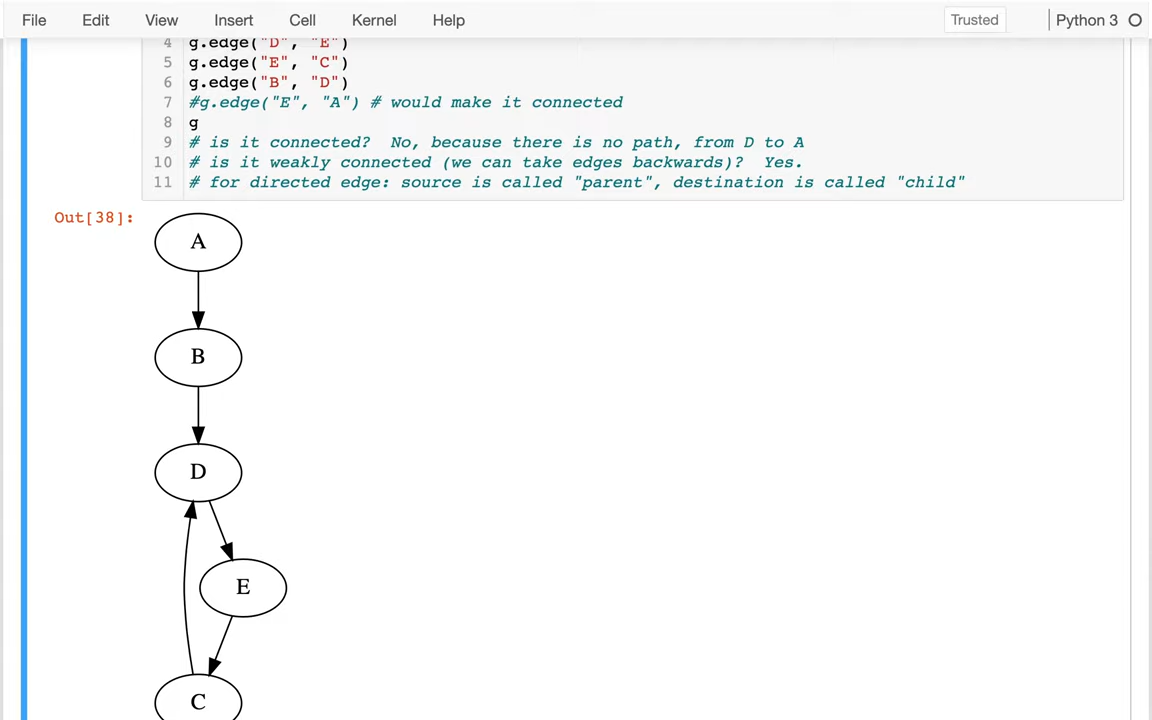 File Edit View Insert Cell Kernel Help Trusted Python 3
4 g.edge("D", "E")
5 g.edge("E", "C")
6 g.edge("B", "D")
7 #g.edge("E", "A") # would make it connected
8 g
9 # is it connected?  No, because there is no path, from D to A
10 # is it weakly connected (we can take edges backwards)?  Yes.
11 # for directed edge: source is called "parent", destination is called "child"
Out[38]:
A
B
D
E
C